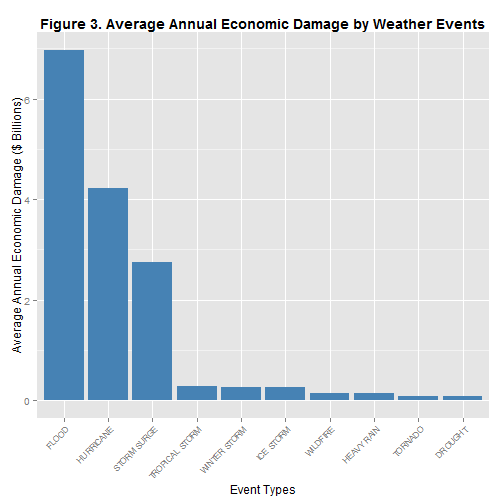 Figure 3. Average Annual Economic Damage by Weather Events
Average Annual Economic Damage ($ Billions)
6
4
2
0
FLOOD
HURRICANE
STORM SURGE
TROPICAL STORM
WINTER STORM
ICE STORM
WILDFIRE
HEAVY RAIN
TORNADO
DROUGHT
Event Types